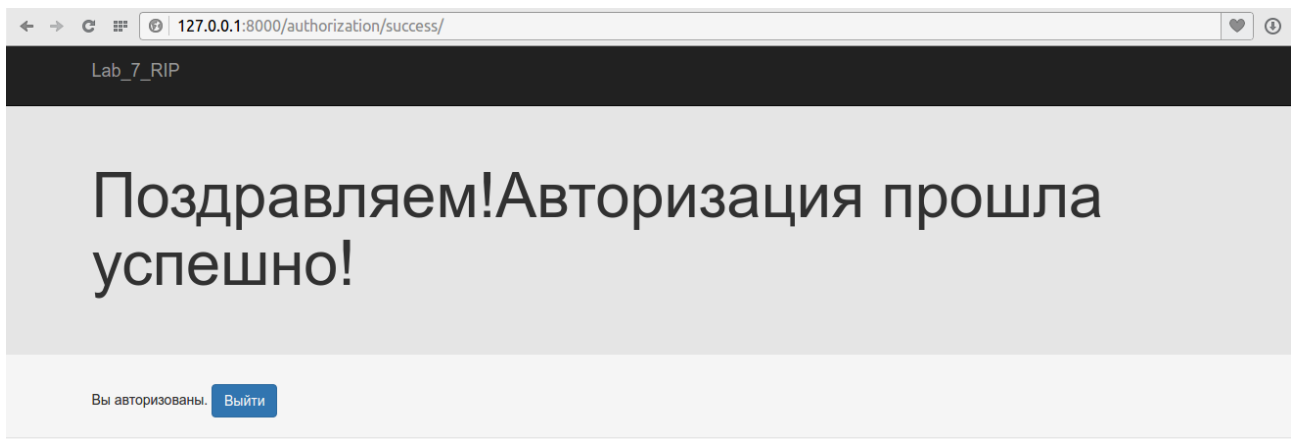 127.0.0.1:8000/authorization/success/
Lab_7_RIP
Поздравляем!Авторизация прошла
успешно!
Вы авторизованы. Выйти